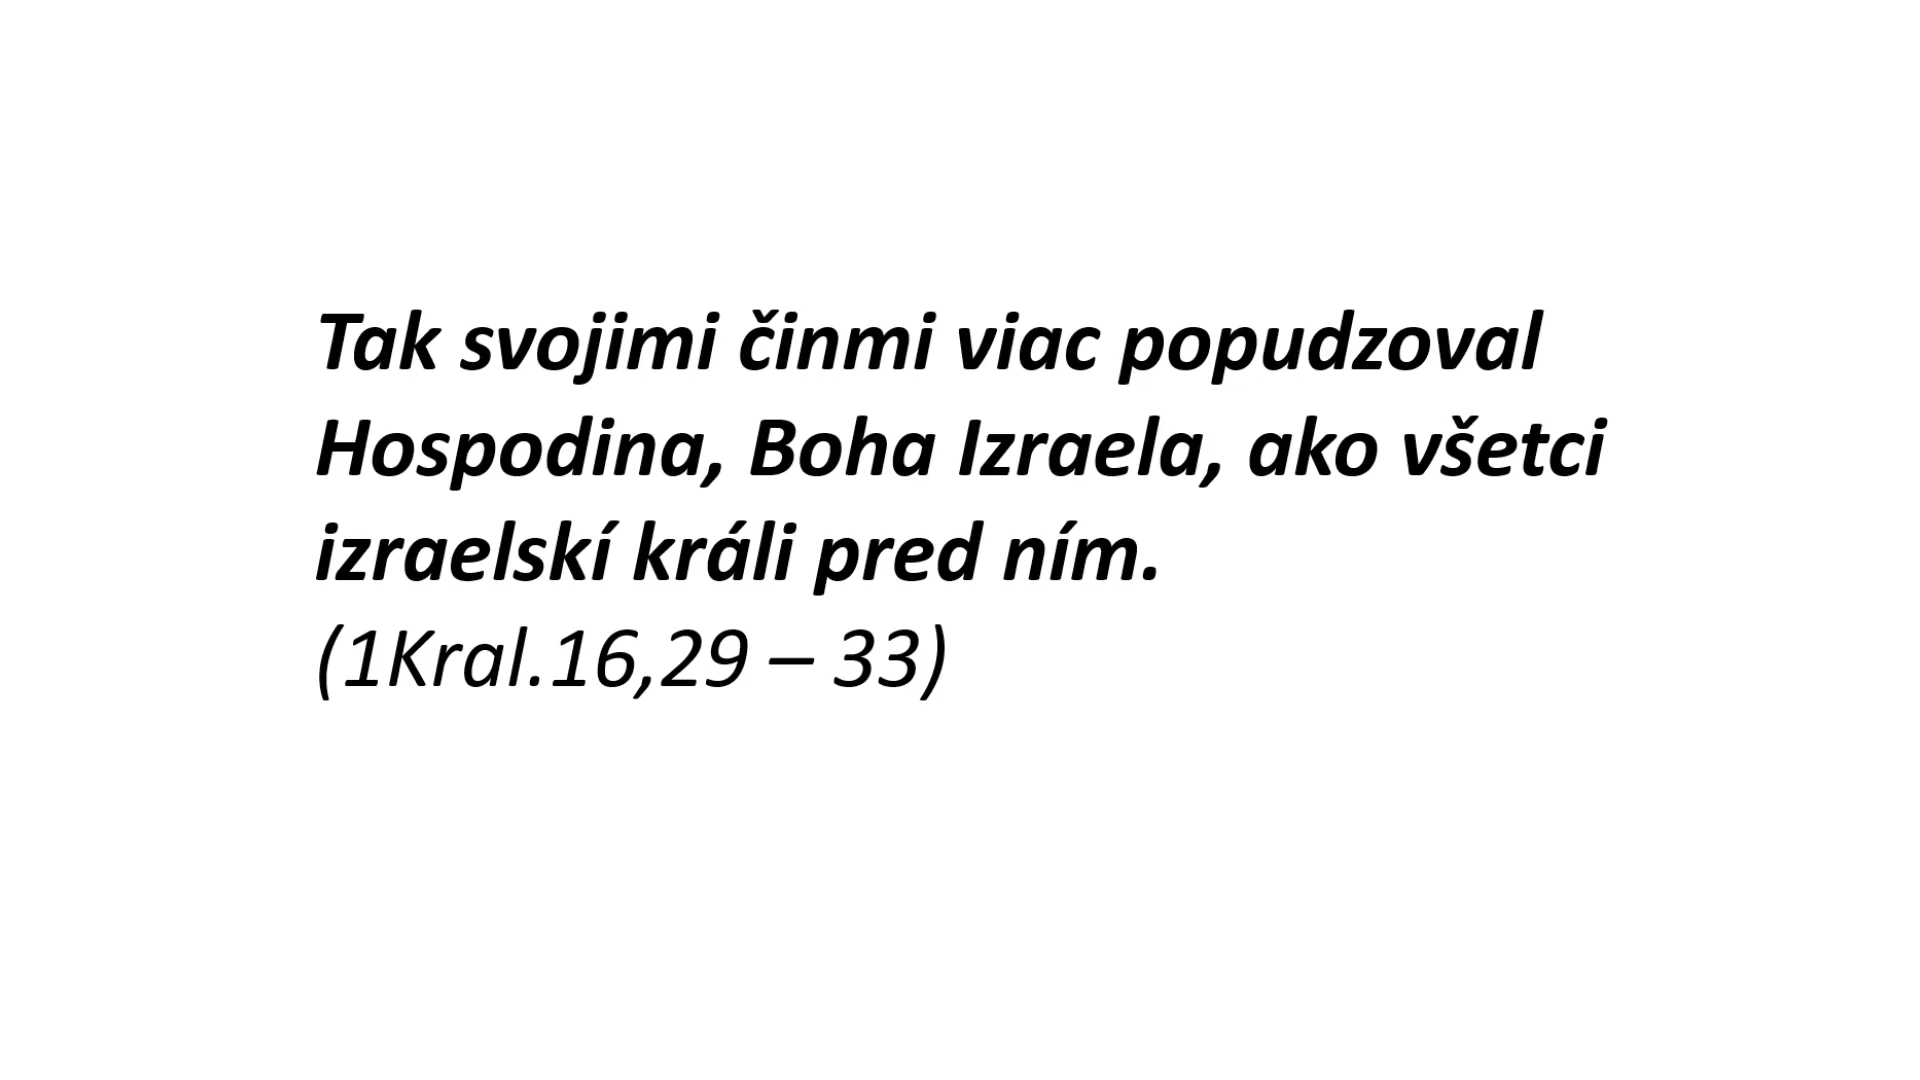 Tak svojimi činmi viac popudzoval
Hospodina, Boha Izraela, ako všetci
izraelskí králi pred ním.
(1Kral.16,29 – 33)